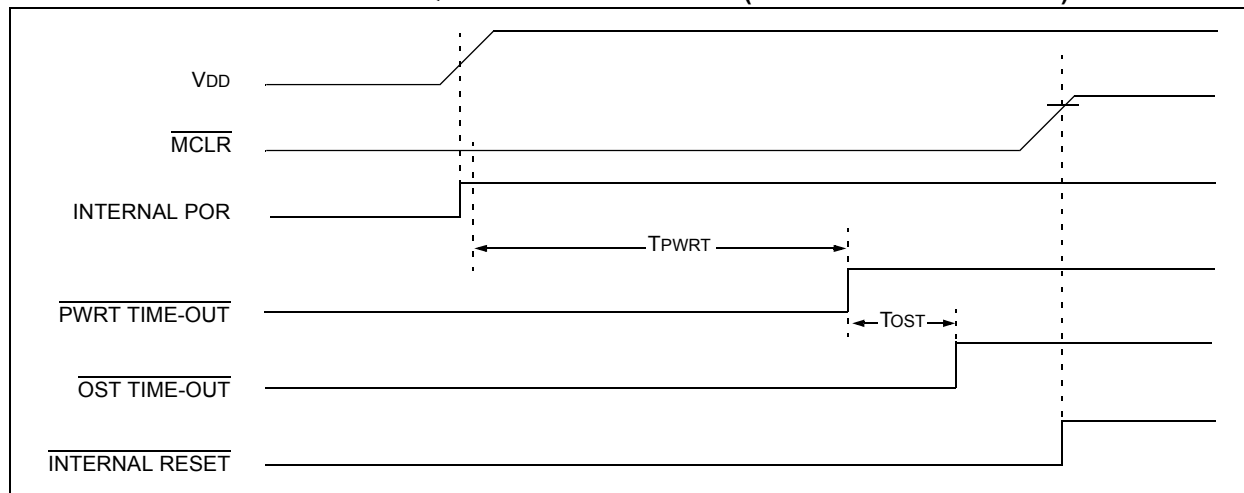 VDD
MCLR
INTERNAL POR
TPWRT
PWRT TIME-OUT
TOST
OST TIME-OUT
INTERNAL RESET